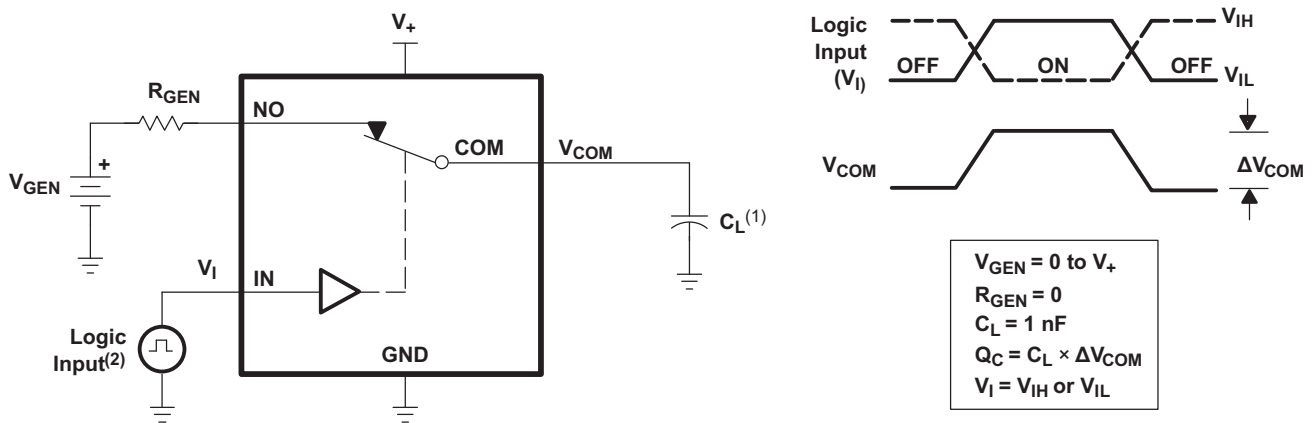 V+
RGEN
NO
COM
VCOM
VGEN
+
CL(1)
VI
IN
Logic
Input(2)
GND
Logic
Input
(VI)
OFF
ON
OFF
VIH
VIL
VCOM
ΔVCOM
VGEN = 0 to V+
RGEN = 0
CL = 1 nF
QC = CL × ΔVCOM
VI = VIH or VIL